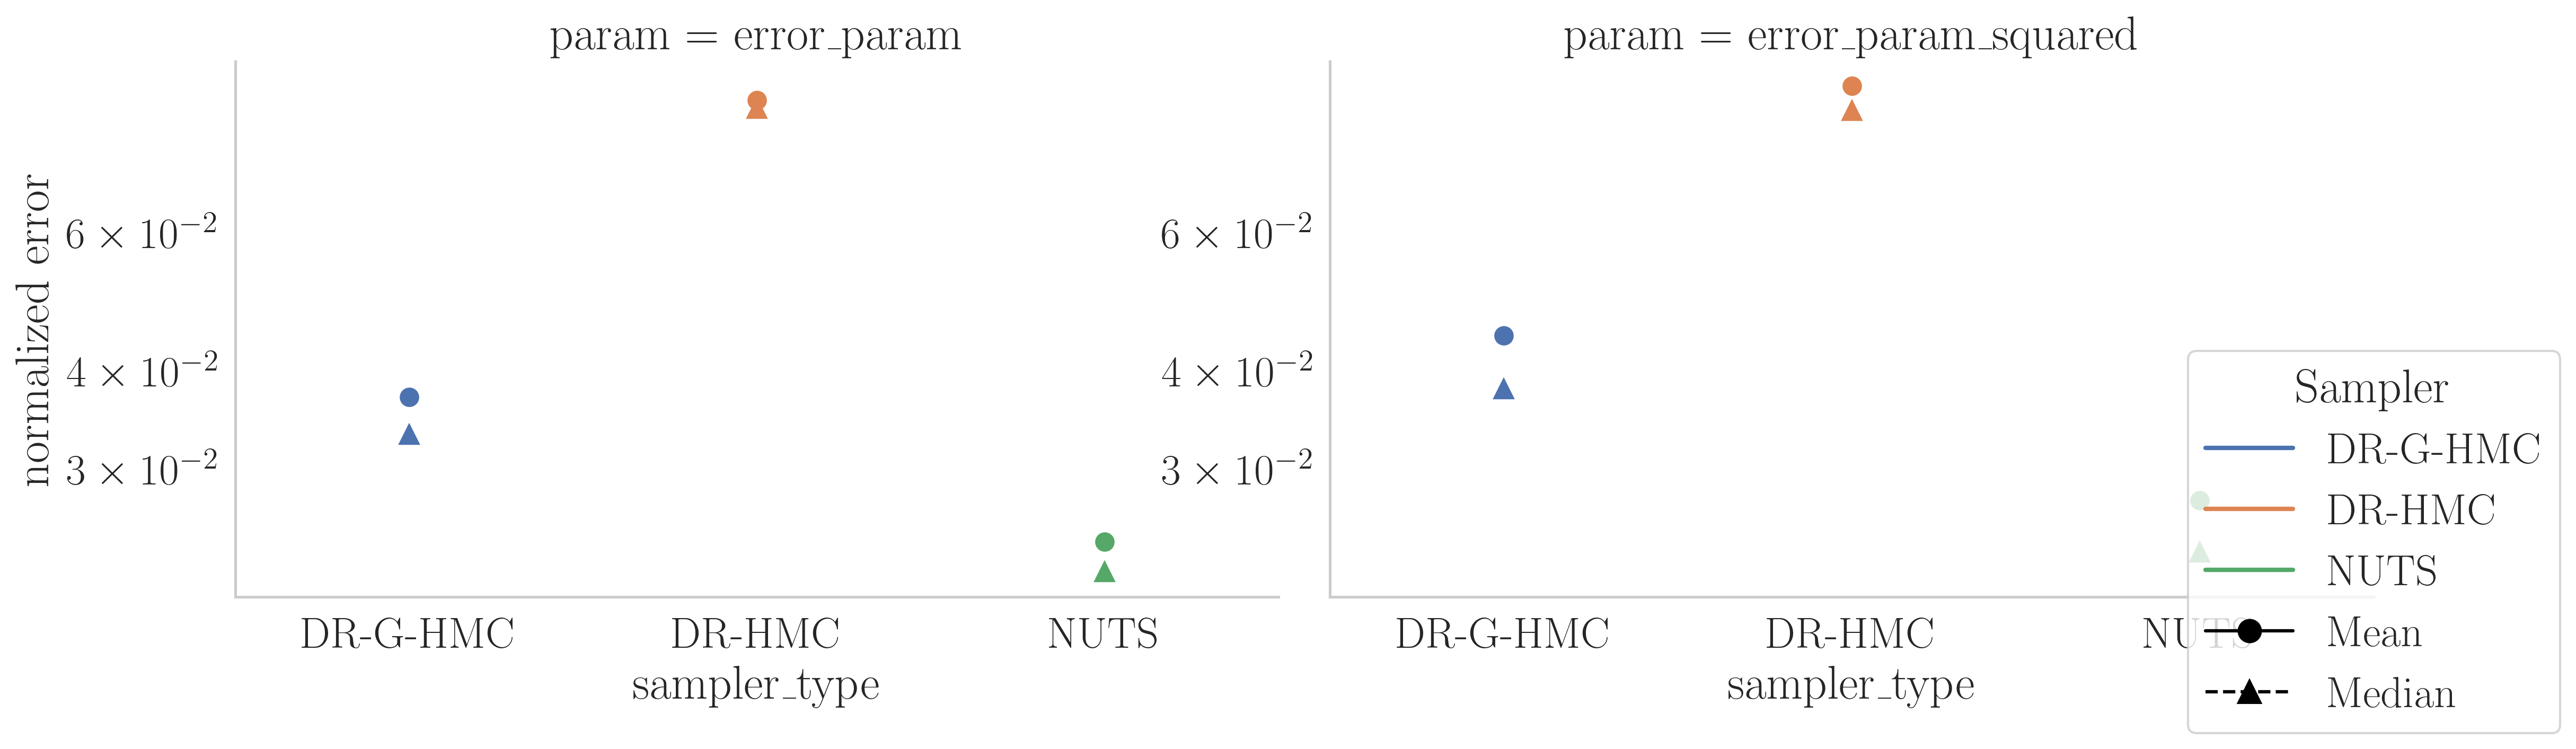 param = error_param
normalized error
6 × 10⁻²
4 × 10⁻²
3 × 10⁻²
DR-G-HMC
DR-HMC
NUTS
sampler_type
param = error_param_squared
6 × 10⁻²
4 × 10⁻²
3 × 10⁻²
DR-G-HMC
DR-HMC
NUTS
sampler_type
Sampler
DR-G-HMC
DR-HMC
NUTS
Mean
Median